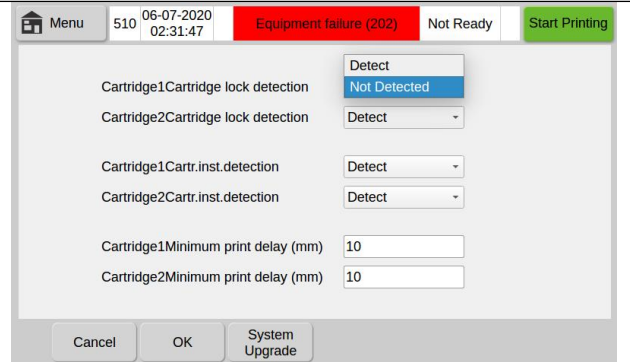 Menu
510
06-07-2020
02:31:47
Equipment failure (202)
Not Ready
Start Printing
Detect
Cartridge1Cartridge lock detection
Not Detected
Cartridge2Cartridge lock detection
Detect
Cartridge1Cartr.inst.detection
Detect
Cartridge2Cartr.inst.detection
Detect
Cartridge1Minimum print delay (mm)
10
Cartridge2Minimum print delay (mm)
10
Cancel
OK
System
Upgrade